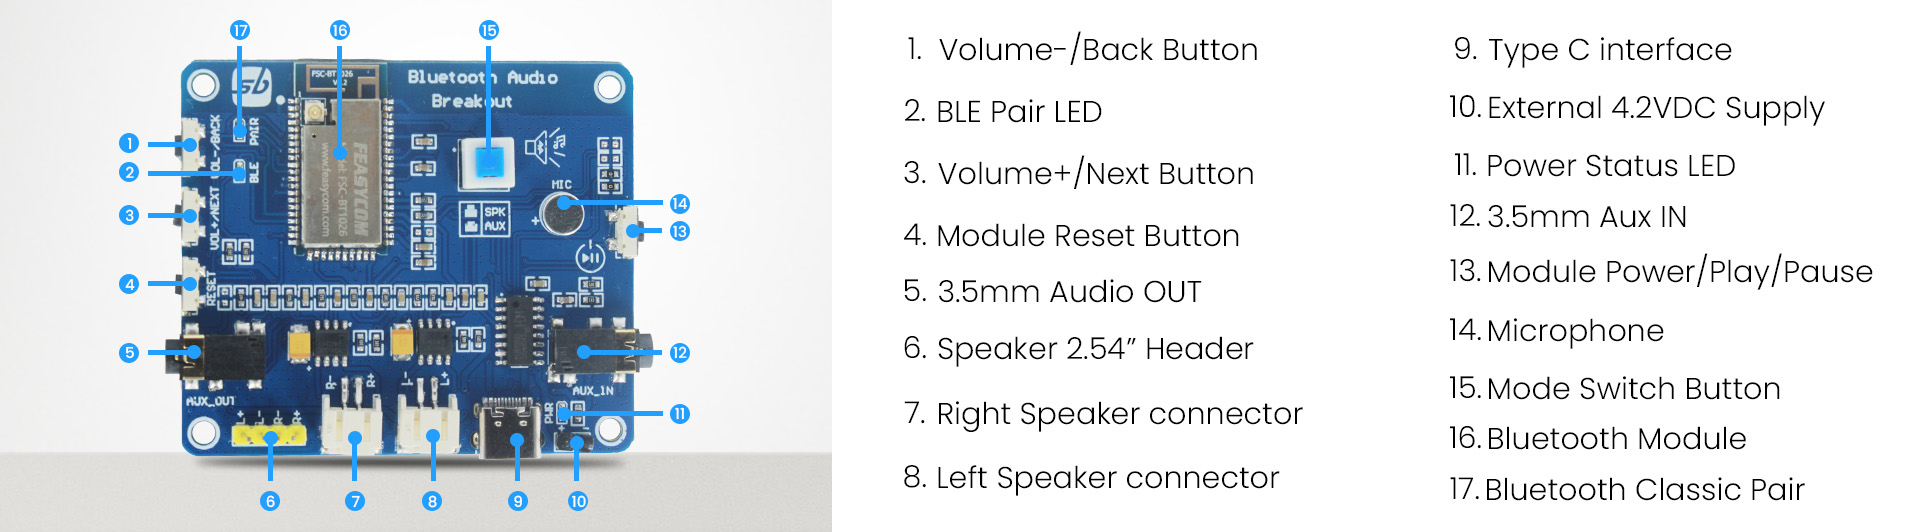 17
16
15
FSC-BT1026
Bluetooth Audio
Breakout
sb
VOL-/BACK
PAIR
1
2
BLE
FEASYCOM
Model: FSC-BT1026
www.feasycom.com
MIC
14
+
SPK
AUX
3
VOL+/NEXT
13
4
RESET
5
12
R-
R+
L-
L+
AUX_OUT
AUX_IN
+
L-
R-
R+
PWR
11
+
-
6
7
8
9
10
1. Volume-/Back Button
2. BLE Pair LED
3. Volume+/Next Button
4. Module Reset Button
5. 3.5mm Audio OUT
6. Speaker 2.54” Header
7. Right Speaker connector
8. Left Speaker connector
9. Type C interface
10. External 4.2VDC Supply
11. Power Status LED
12. 3.5mm Aux IN
13. Module Power/Play/Pause
14. Microphone
15. Mode Switch Button
16. Bluetooth Module
17. Bluetooth Classic Pair